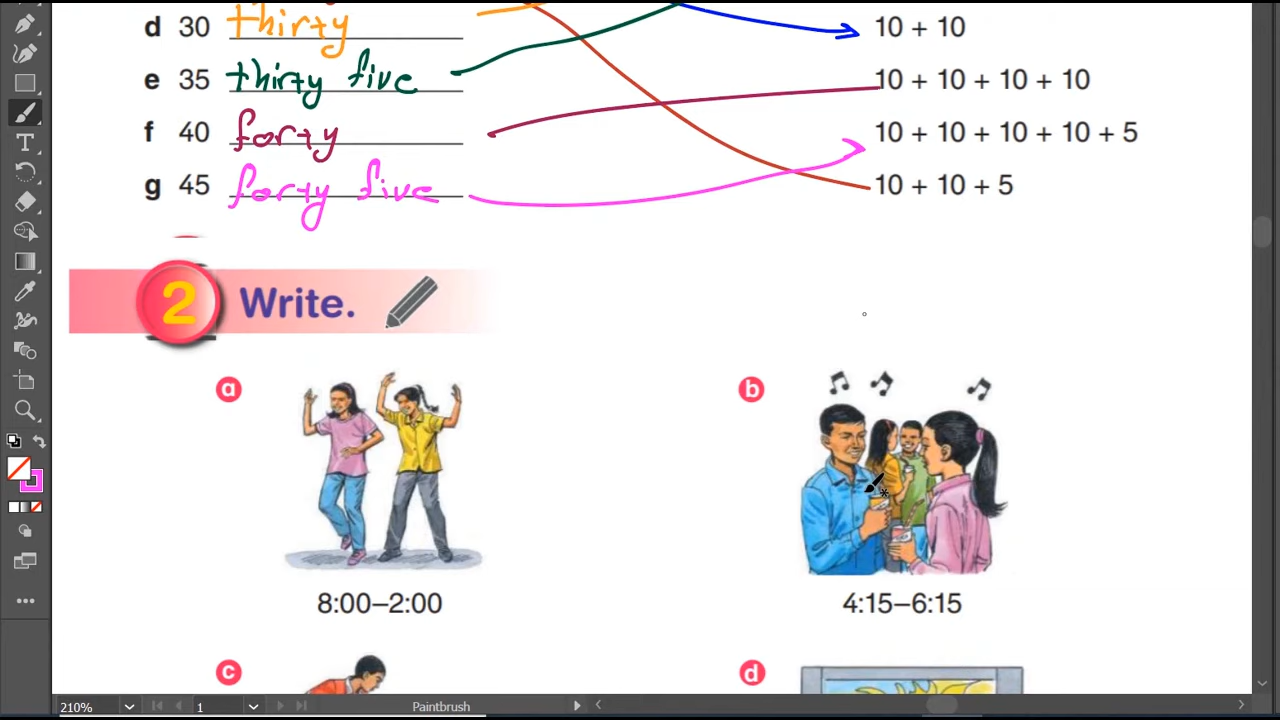 d 30 thirty 10 + 10
e 35 thirty five 10 + 10 + 10 + 10
f 40 forty 10 + 10 + 10 + 10 + 5
g 45 forty five 10 + 10 + 5
2 Write.
a b
8:00–2:00 4:15–6:15
c d
210% 1 Paintbrush